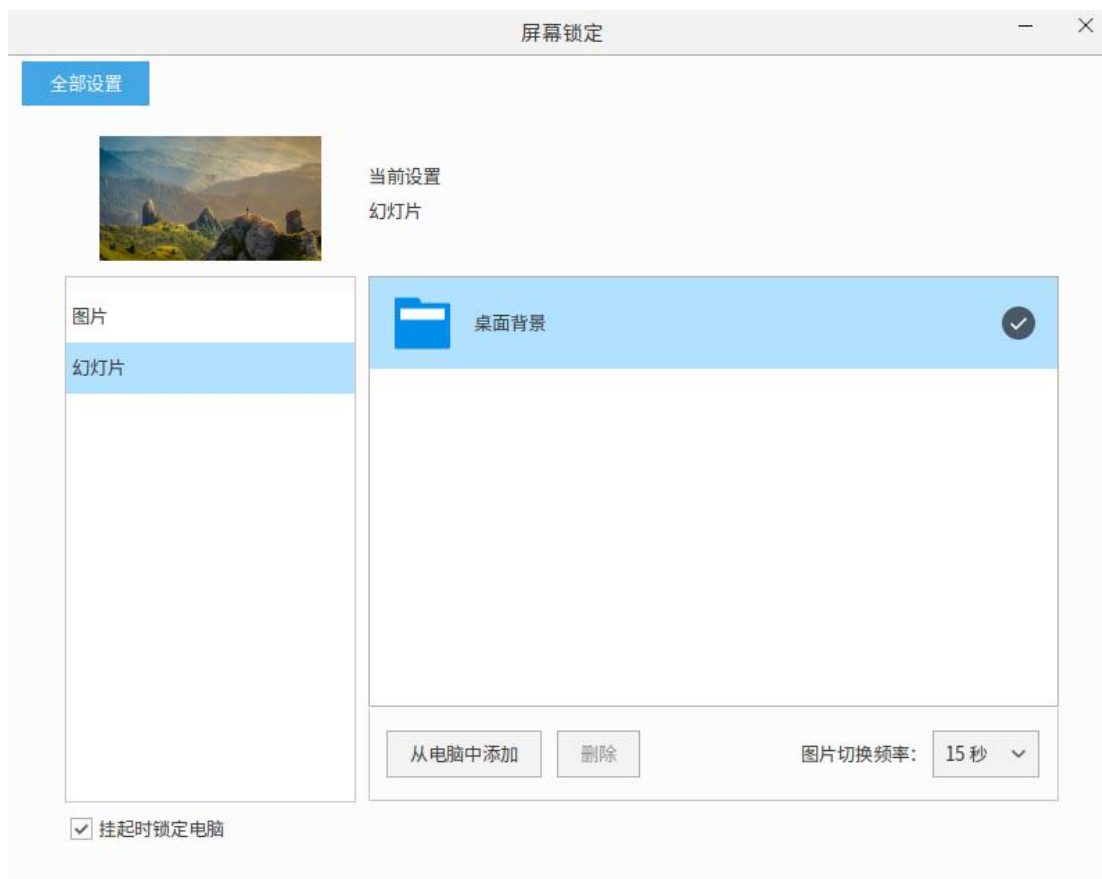 屏幕锁定
全部设置
当前设置
幻灯片
图片
幻灯片
桌面背景
从电脑中添加
删除
图片切换频率:
15 秒
挂起时锁定电脑